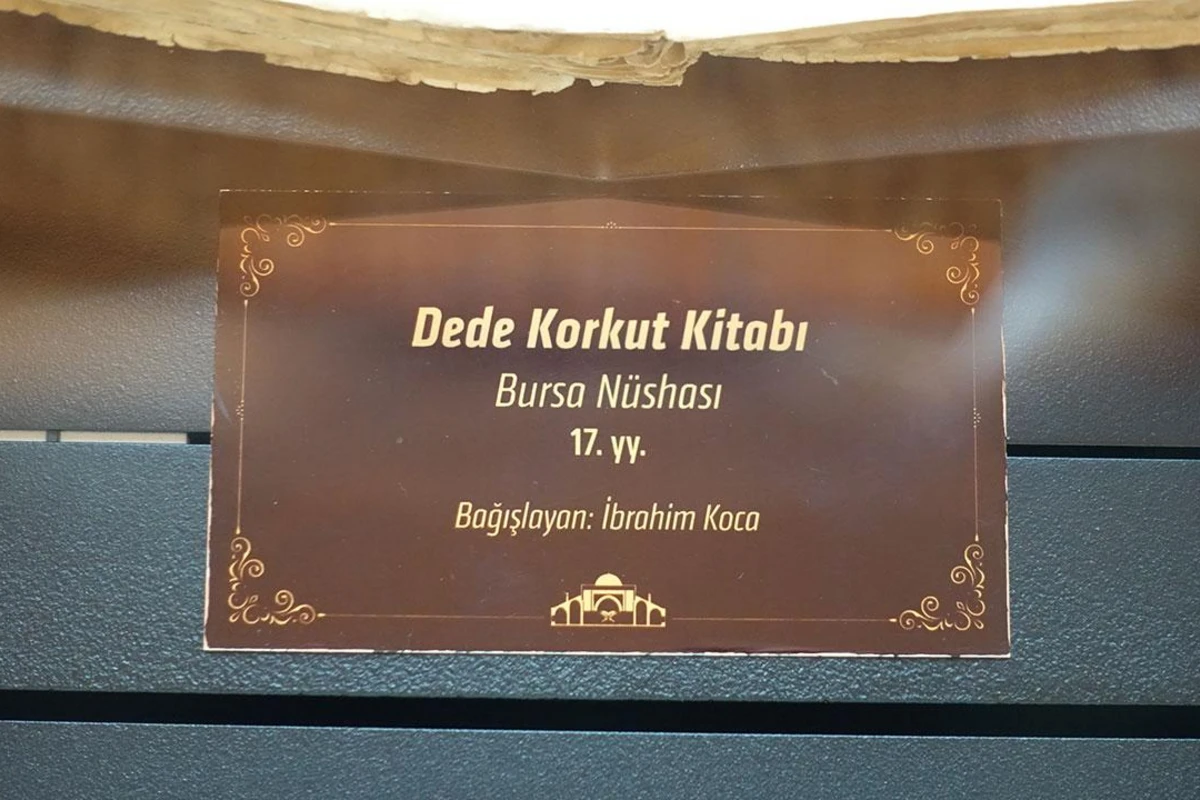 Dede Korkut Kitabı
Bursa Nüshası
17. yy.
Bağışlayan: İbrahim Koca